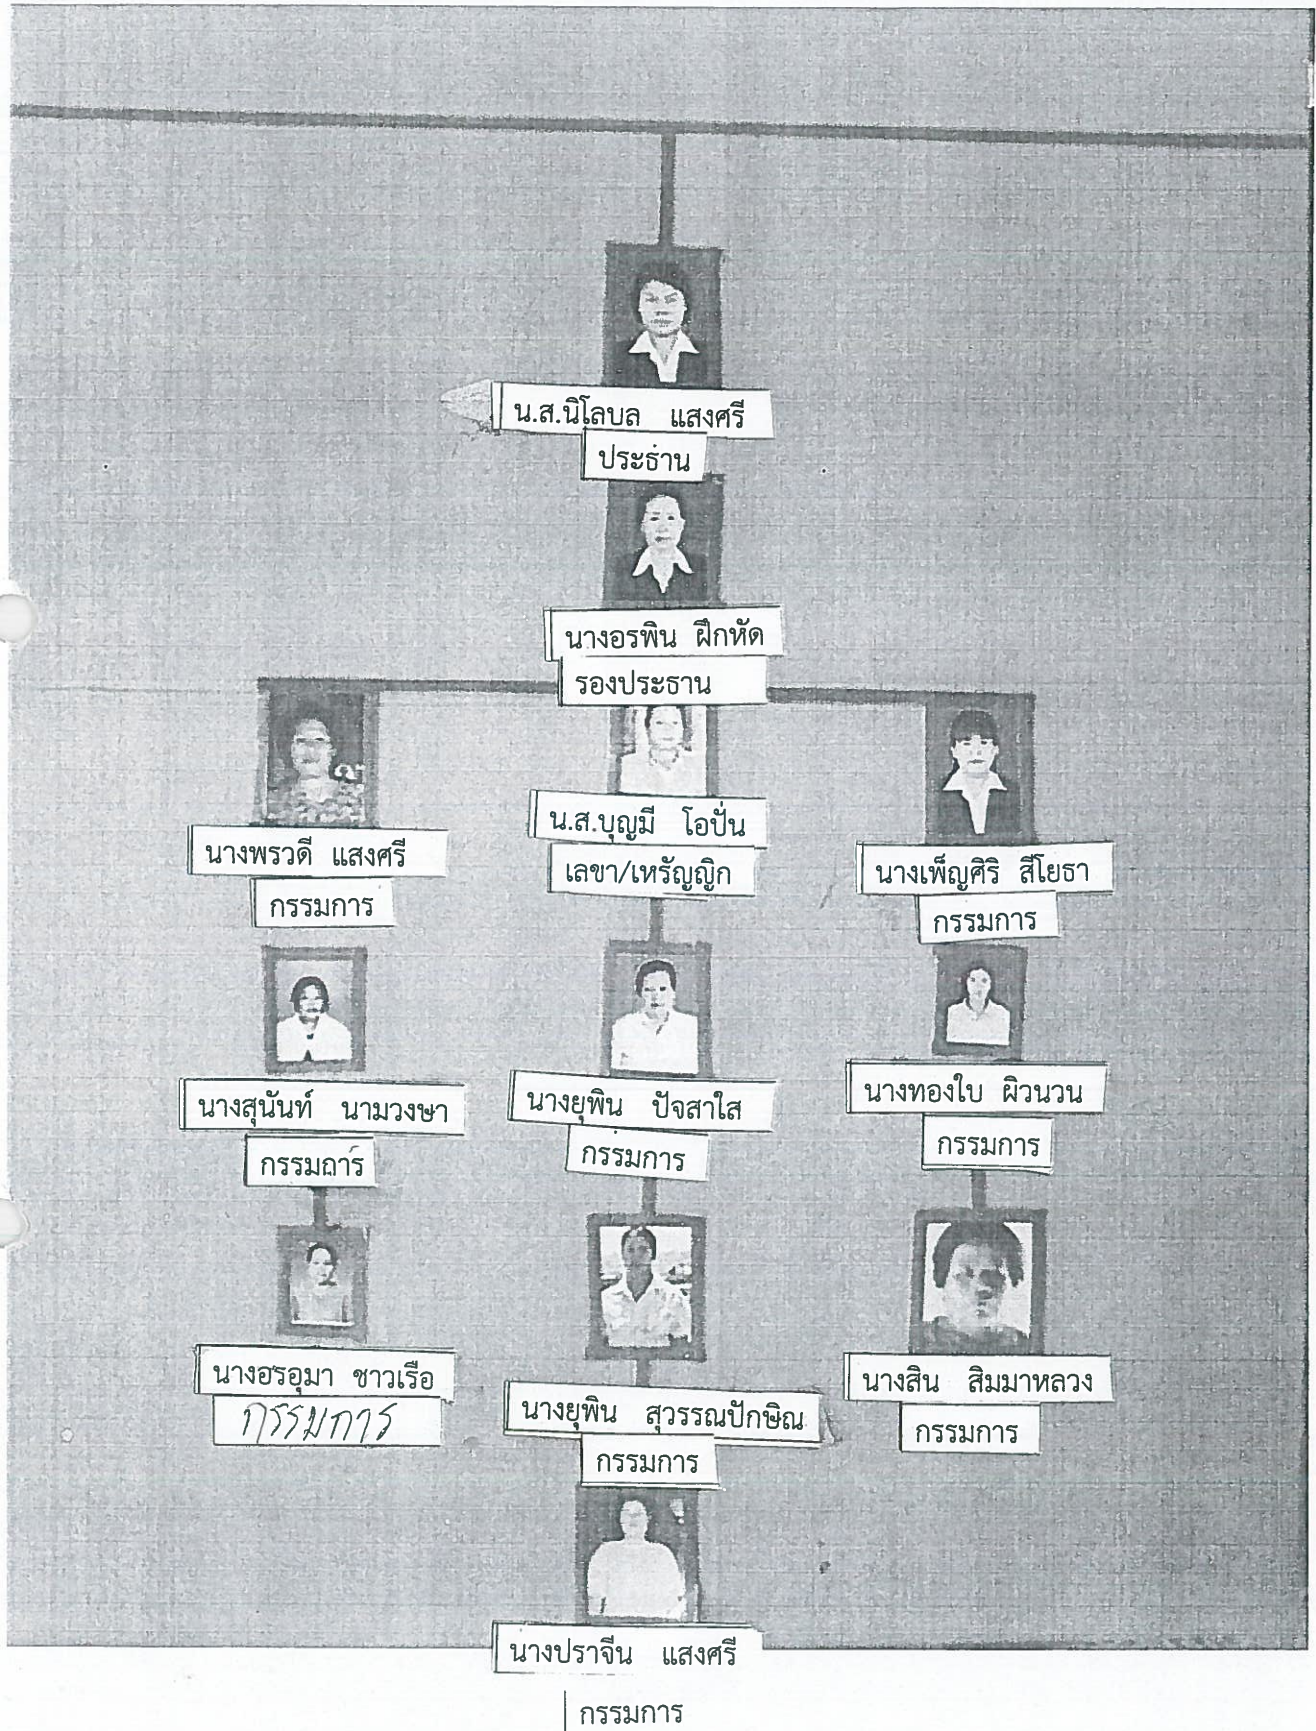 น.ส.นิโลบล แสงศรี
ประธาน
นางอรพิน ฝึกหัด
รองประธาน
นางพรวดี แสงศรี
กรรมการ
น.ส.บุญมี โอปั่น
เลขา/เหรัญญิก
นางเพ็ญศิริ สีโยธา
กรรมการ
นางสุนันท์ นามวงษา
กรรมการ
นางยุพิน ปัจสาใส
กรรมการ
นางทองใบ ผิวนวน
กรรมการ
นางอรอุมา ชาวเรือ
กรรมการ
นางยุพิน สุวรรณปักษิณ
กรรมการ
นางสิน สิมมาหลวง
กรรมการ
นางปราจีน แสงศรี
กรรมการ